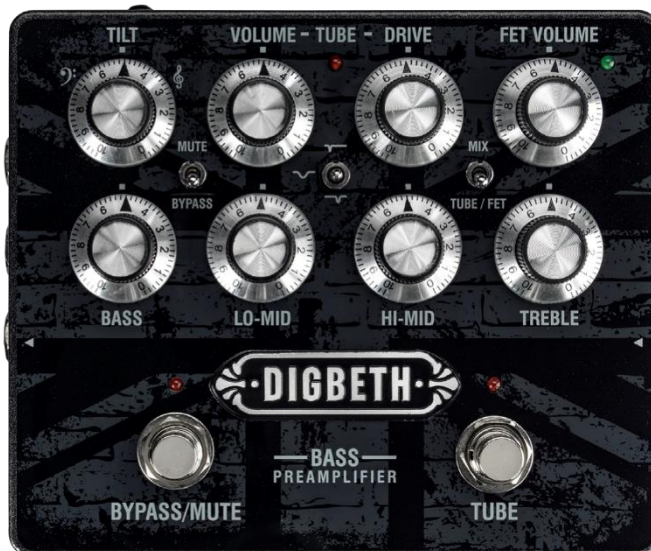 TILT
VOLUME - TUBE - DRIVE
FET VOLUME
MUTE
BYPASS
MIX
TUBE / FET
BASS
LO-MID
HI-MID
TREBLE
DIGBETH
BASS
PREAMPLIFIER
BYPASS/MUTE
TUBE